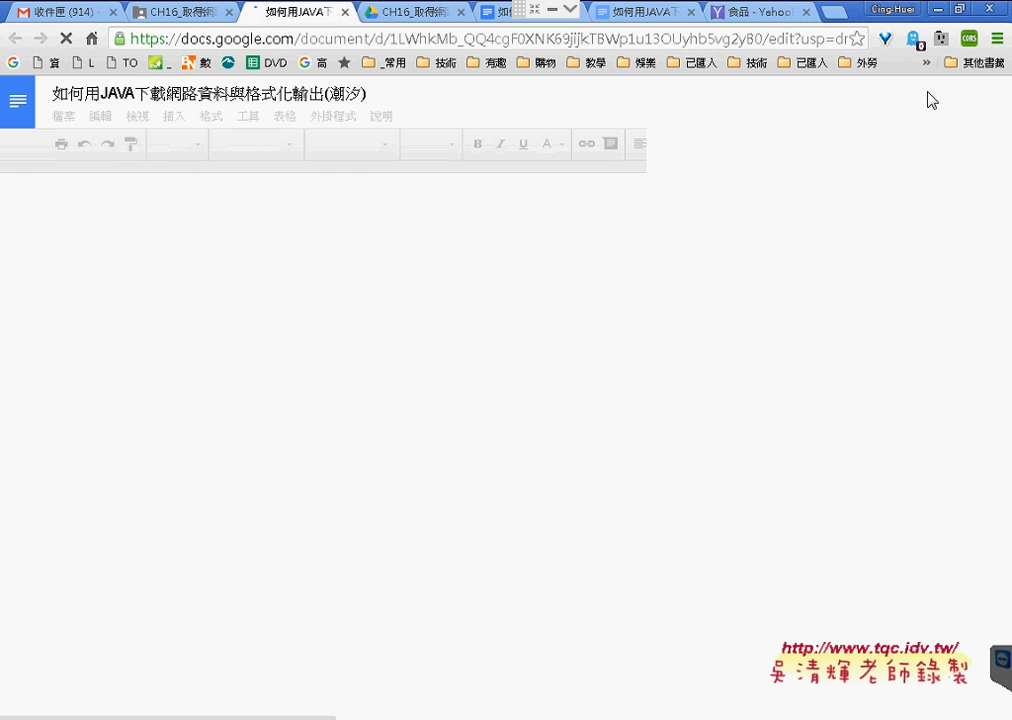 收件匣 (914) -
CH16_取得網
如何用JAVA下
CH16_取得網
如何用JAVA下
食品 - Yahoo
Cing-Huei
https://docs.google.com/document/d/1LWhkMb_QQ4cgF0XNK69jijkTBWp1u13OUyhb5vg2yB0/edit?usp=dr
資 L TO 數 DVD 高 _常用 技術 有趣 購物 教學 娛樂 已匯入 技術 已匯入 外勞 » 其他書籤
如何用JAVA下載網路資料與格式化輸出(潮汐)
檔案 編輯 檢視 插入 格式 工具 表格 外掛程式 說明
B I U A
http://www.tqc.idv.tw/
吳清輝老師錄製